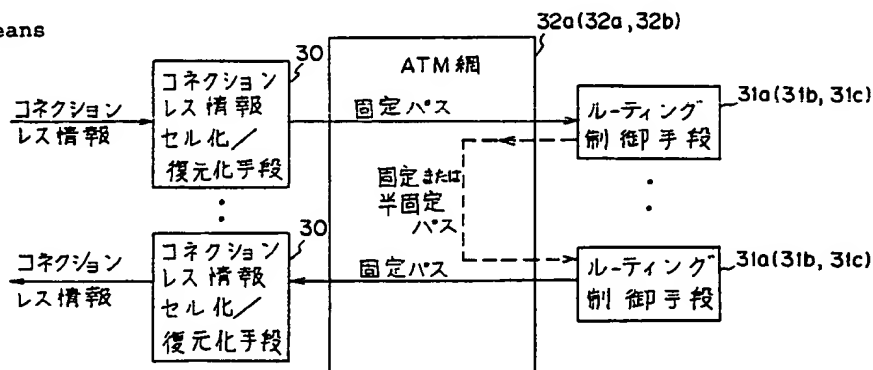 eans
32a(32a, 32b)
30
ATM網
コネクション
レス情報
コネクション
レス情報
セル化／
復元化手段
固定パス
ルーティング
制御手段
31a(31b, 31c)
固定または
半固定
パス
30
コネクション
レス情報
コネクション
レス情報
セル化／
復元化手段
固定パス
ルーティング
制御手段
31a(31b, 31c)